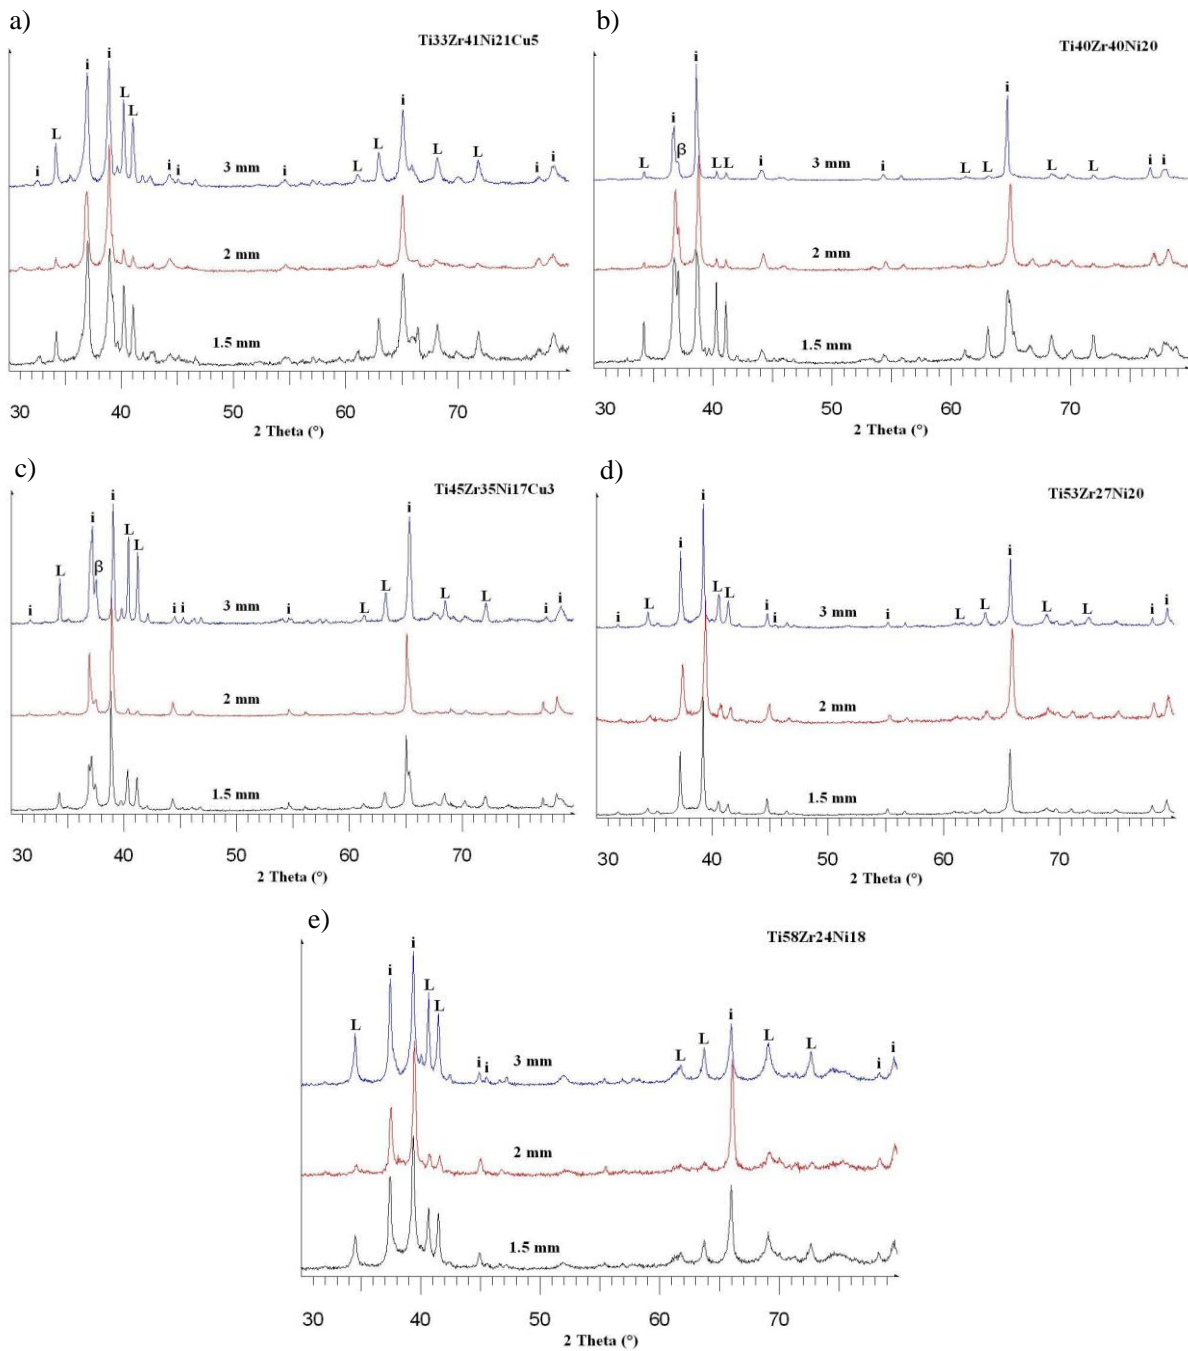 a)
Ti33Zr41Ni21Cu5
i i i L L L i L i i i i L L L L i i
3 mm
2 mm
1.5 mm
30 40 50 60 70
2 Theta (°)
b)
Ti40Zr40Ni20
i i i L β L L i i L L L L i i
3 mm
2 mm
1.5 mm
30 40 50 60 70
2 Theta (°)
c)
Ti45Zr35Ni17Cu3
i i i L L L β i i i i L L L L i i
3 mm
2 mm
1.5 mm
30 40 50 60 70
2 Theta (°)
d)
Ti53Zr27Ni20
i i i i L L L i i i i L L L L i i
3 mm
2 mm
1.5 mm
30 40 50 60 70
2 Theta (°)
e)
Ti58Zr24Ni18
i i L L L i i i L L L L i i
3 mm
2 mm
1.5 mm
30 40 50 60 70
2 Theta (°)